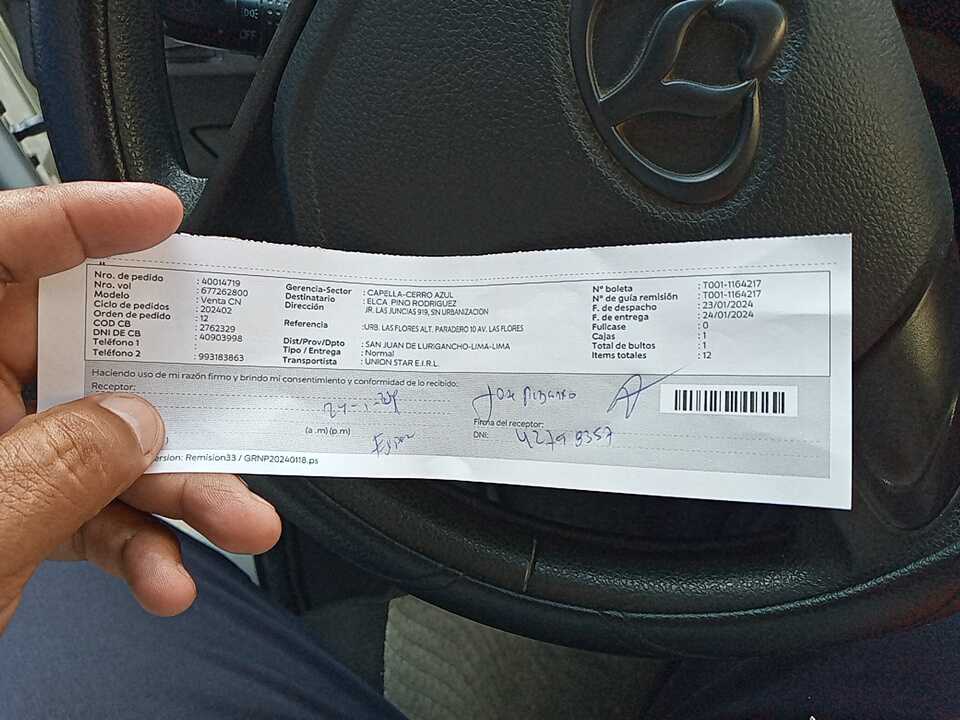 Nro. de pedido : 40014719
Nro. vol : 677262800
Modelo : Venta CN
Ciclo de pedidos : 202402
Orden de pedido : 12
COD CB : 2762329
DNI DE CB : 40903998
Teléfono 1 :
Teléfono 2 : 993183863
Gerencia-Sector : CAPELLA-CERRO AZUL
Destinatario : ELCA PINO RODRIGUEZ
Dirección JR. LAS JUNCIAS 919, SN URBANIZACIÓN
Referencia : URB. LAS FLORES ALT. PARADERO 10 AV. LAS FLORES
Dist/Prov/Dpto : SAN JUAN DE LURIGANCHO-LIMA-LIMA
Tipo / Entrega : Normal
Transportista : UNION STAR E.I.R.L.
N° boleta : T001-1164217
N° de guía remisión : T001-1164217
F. de despacho : 23/01/2024
F. de entrega : 24/01/2024
Fullcase : 0
Cajas : 1
Total de bultos : 1
Items totales : 12
Haciendo uso de mi razón firmo y brindo mi consentimiento y conformidad de lo recibido:
Receptor:
Jose
(a .m) (p.m)
Firma del receptor:
DNI:
ersion: Remision33 / GRNP20240118.ps
OFF